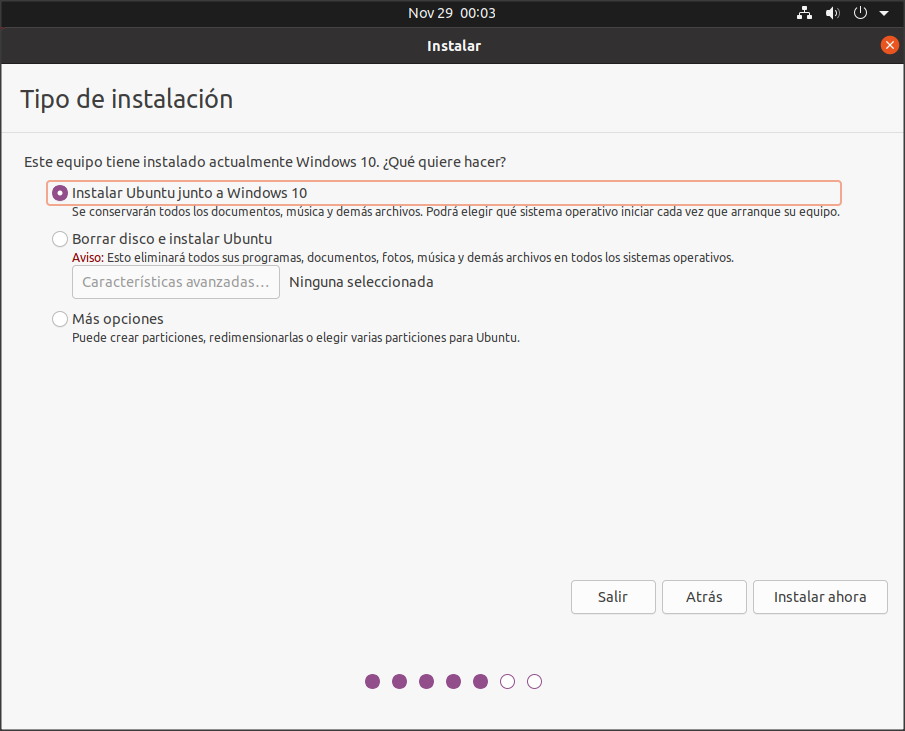 Nov 29 00:03
Instalar
Tipo de instalación
Este equipo tiene instalado actualmente Windows 10. ¿Qué quiere hacer?
Instalar Ubuntu junto a Windows 10
Se conservarán todos los documentos, música y demás archivos. Podrá elegir qué sistema operativo iniciar cada vez que arranque su equipo.
Borrar disco e instalar Ubuntu
Aviso: Esto eliminará todos sus programas, documentos, fotos, música y demás archivos en todos los sistemas operativos.
Características avanzadas... Ninguna seleccionada
Más opciones
Puede crear particiones, redimensionarlas o elegir varias particiones para Ubuntu.
Salir Atrás Instalar ahora